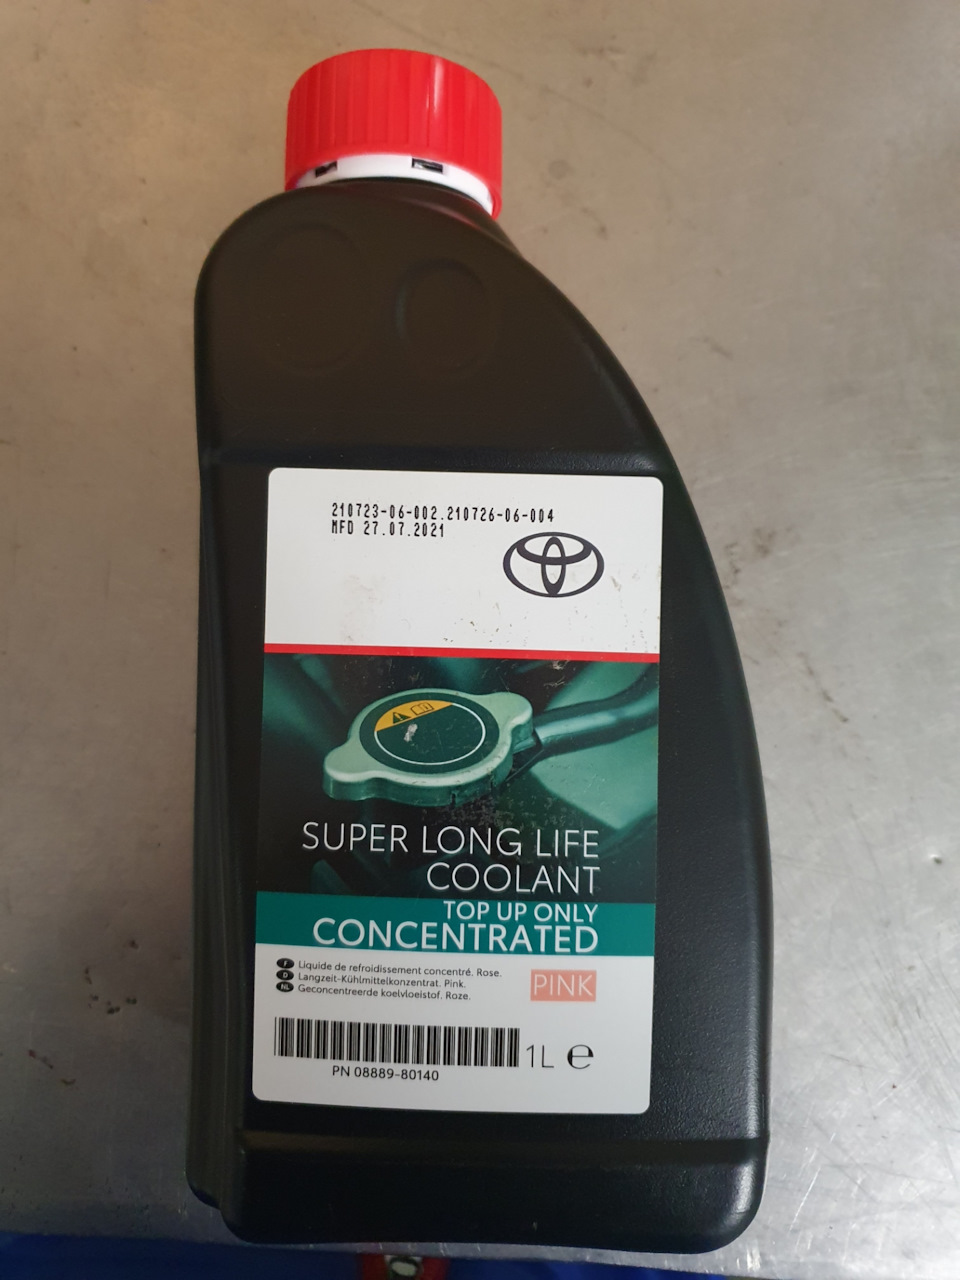 210723-06-002.210726-06-004
MFD 27.07.2021
SUPER LONG LIFE
COOLANT
TOP UP ONLY
CONCENTRATED
F Liquide de refroidissement concentré. Rose.
D Langzeit-Kühlmittelkonzentrat. Pink.
NL Geconcentreerde koelvloeistof. Roze.
PINK
1L e
PN 08889-80140